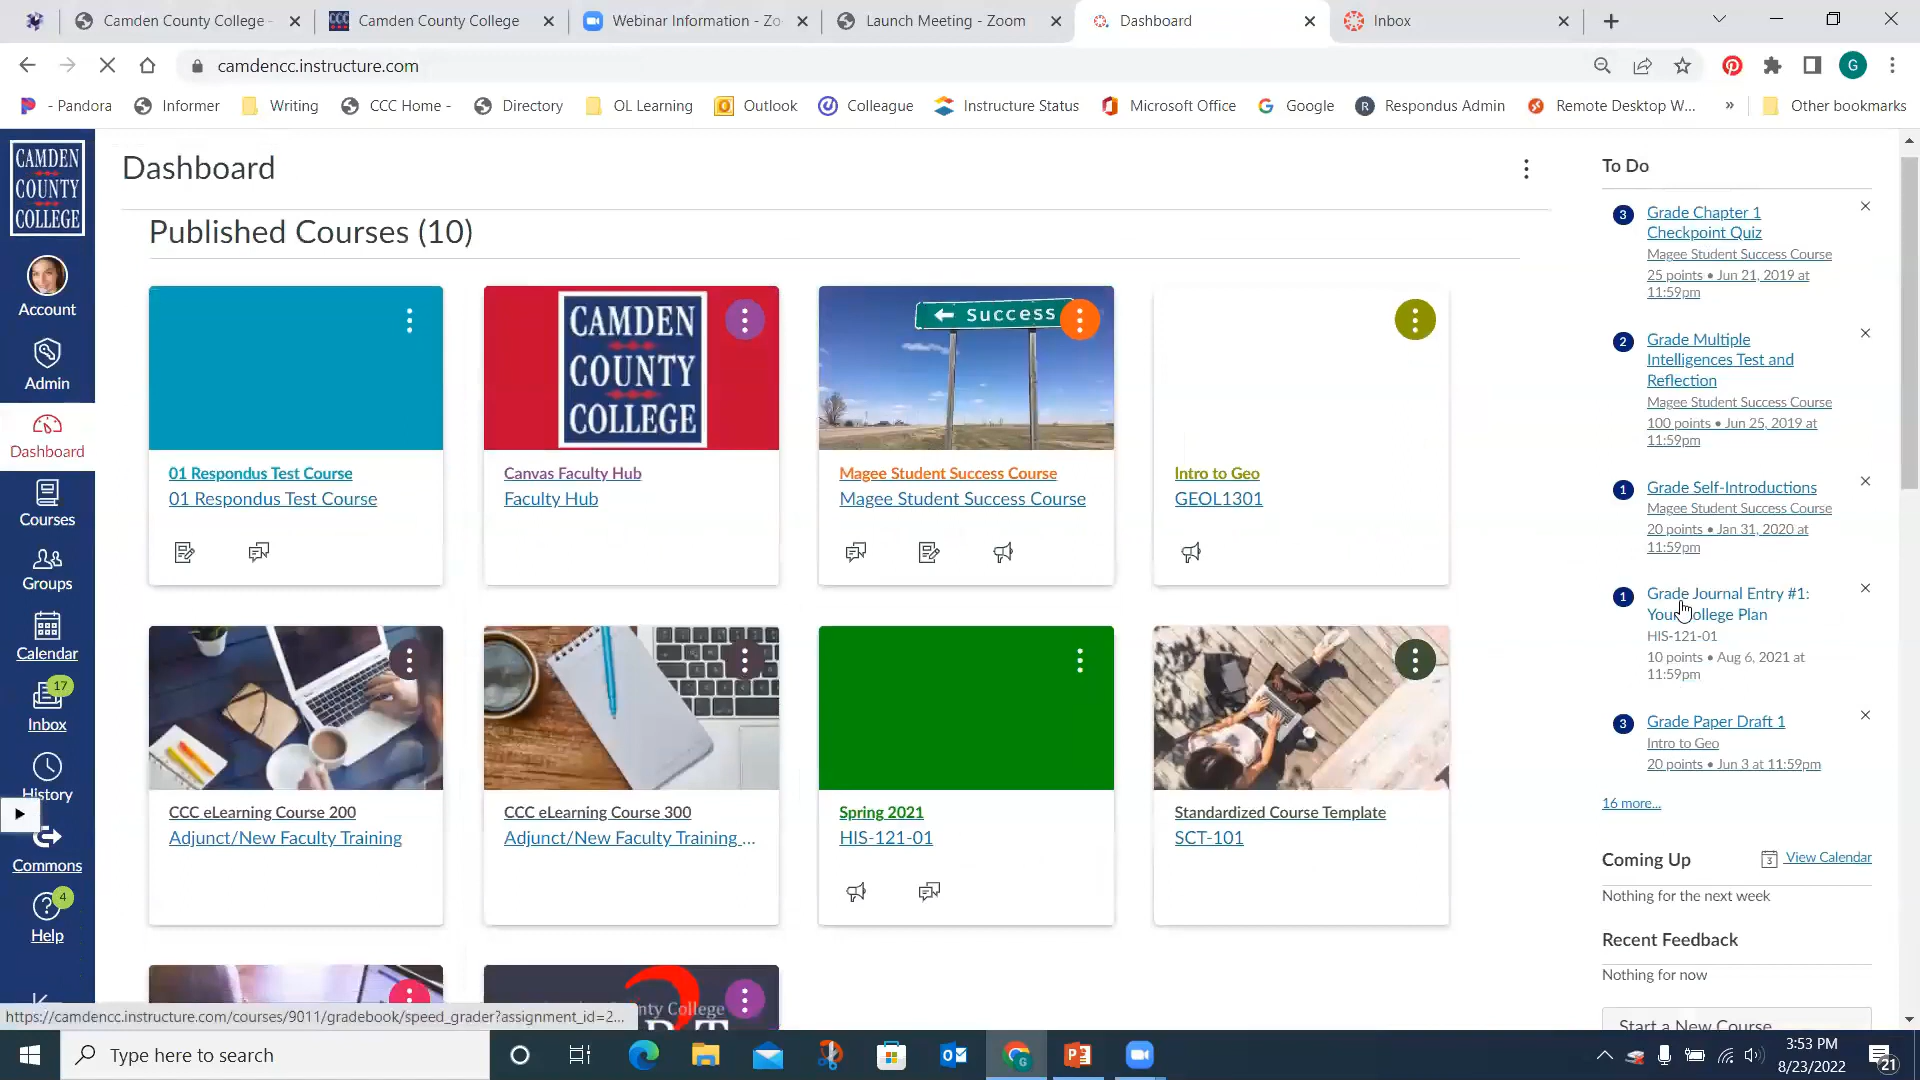 Camden County College -
Camden County College
Webinar Information - Zo
Launch Meeting - Zoom
Dashboard
Inbox
camdencc.instructure.com
G
- Pandora
Informer
Writing
CCC Home -
Directory
OL Learning
Outlook
Colleague
Instructure Status
Microsoft Office
Google
Respondus Admin
Remote Desktop W...
»
Other bookmarks
CAMDEN
COUNTY
COLLEGE
Account
Admin
Dashboard
Courses
Groups
Calendar
17
Inbox
History
Commons
4
Help
Dashboard
Published Courses (10)
01 Respondus Test Course
01 Respondus Test Course
CAMDEN
COUNTY
COLLEGE
Canvas Faculty Hub
Faculty Hub
Success
Magee Student Success Course
Magee Student Success Course
Intro to Geo
GEOL1301
CCC eLearning Course 200
Adjunct/New Faculty Training
CCC eLearning Course 300
Adjunct/New Faculty Training ...
Spring 2021
HIS-121-01
Standardized Course Template
SCT-101
nty College
To Do
3
Grade Chapter 1
Checkpoint Quiz
Magee Student Success Course
25 points • Jun 21, 2019 at
11:59pm
2
Grade Multiple
Intelligences Test and
Reflection
Magee Student Success Course
100 points • Jun 25, 2019 at
11:59pm
1
Grade Self-Introductions
Magee Student Success Course
20 points • Jan 31, 2020 at
11:59pm
1
Grade Journal Entry #1:
Your College Plan
HIS-121-01
10 points • Aug 6, 2021 at
11:59pm
3
Grade Paper Draft 1
Intro to Geo
20 points • Jun 3 at 11:59pm
16 more...
Coming Up
3
View Calendar
Nothing for the next week
Recent Feedback
Nothing for now
Start a New Course
https://camdencc.instructure.com/courses/9011/gradebook/speed_grader?assignment_id=2...
Type here to search
3:53 PM
8/23/2022
21